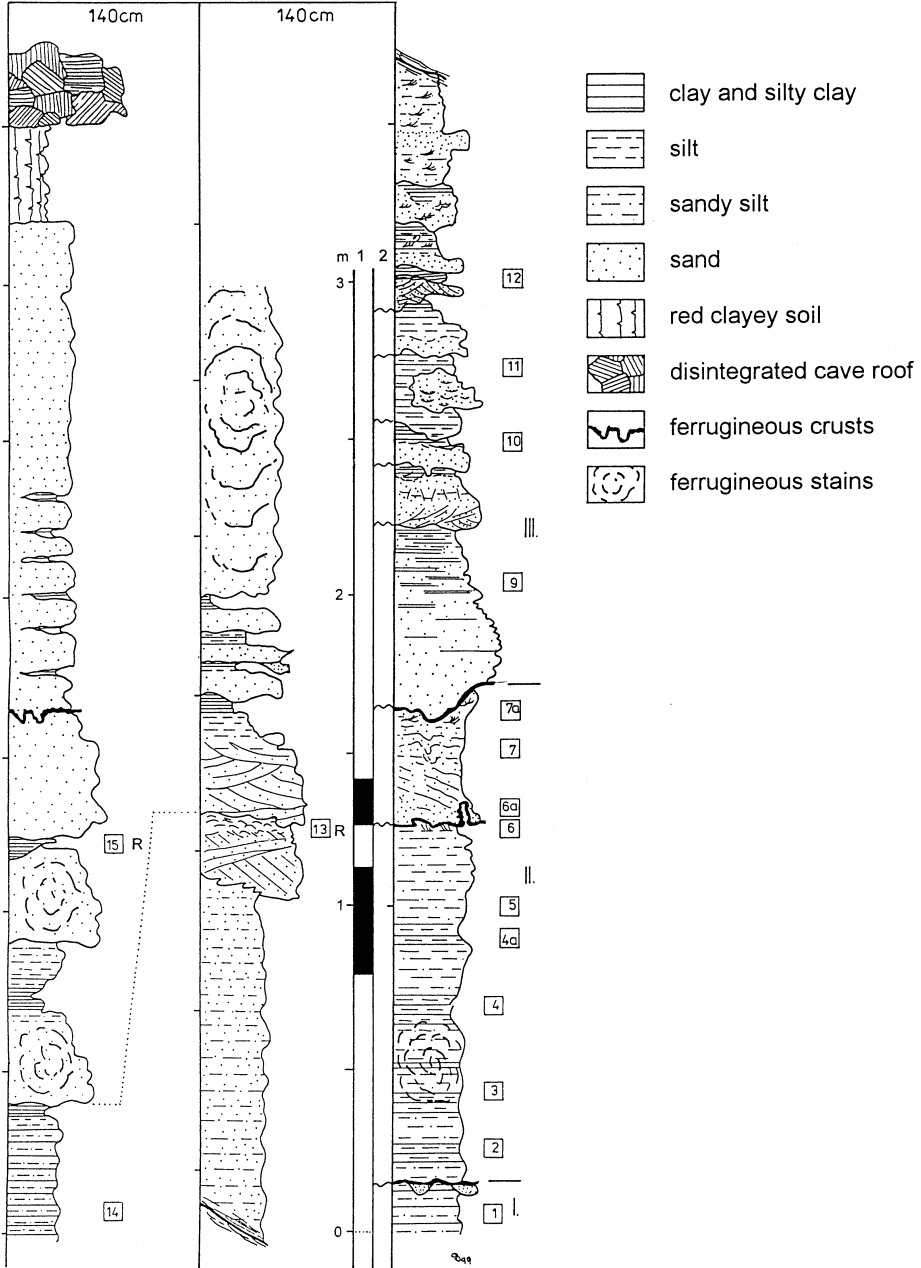 140cm
140cm
clay and silty clay
silt
sandy silt
sand
red clayey soil
disintegrated cave roof
ferrugineous crusts
ferrugineous stains
m 1 2
3
12
11
10
III.
9
2
7a
7
6a
13 R
6
15 R
II.
5
1
4a
4
3
2
14
1 I.
0